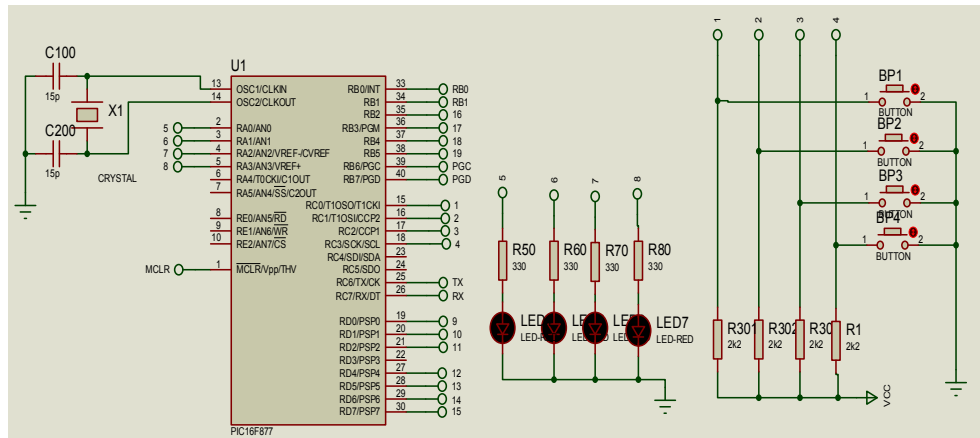 C100
15p
X1
C200
15p
CRYSTAL
U1
13 OSC1/CLKIN
14 OSC2/CLKOUT
5 2 RA0/AN0
6 3 RA1/AN1
7 4 RA2/AN2/VREF-/CVREF
8 5 RA3/AN3/VREF+
6 RA4/T0CKI/C1OUT
7 RA5/AN4/SS/C2OUT
8 RE0/AN5/RD
9 RE1/AN6/WR
10 RE2/AN7/CS
MCLR 1 MCLR/Vpp/THV
RB0/INT 33 RB0
RB1 34 RB1
RB2 35 16
RB3/PGM 36 17
RB4 37 18
RB5 38 19
RB6/PGC 39 PGC
RB7/PGD 40 PGD
RC0/T1OSO/T1CKI 15 1
RC1/T1OSI/CCP2 16 2
RC2/CCP1 17 3
RC3/SCK/SCL 18 4
RC4/SDI/SDA 23
RC5/SDO 24
RC6/TX/CK 25 TX
RC7/RX/DT 26 RX
RD0/PSP0 19 9
RD1/PSP1 20 10
RD2/PSP2 21 11
RD3/PSP3 22
RD4/PSP4 27 12
RD5/PSP5 28 13
RD6/PSP6 29 14
RD7/PSP7 30 15
PIC16F877
5 6 7 8
R50 R60 R70 R80
330 330 330 330
LED7
LED-RED
1 2 3 4
BP1
1 2
BUTTON
BP2
1 2
BUTTON
BP3
1 2
BUTTON
BP4
1 2
BUTTON
R301 R302 R1
2k2 2k2 2k2 2k2
VCC